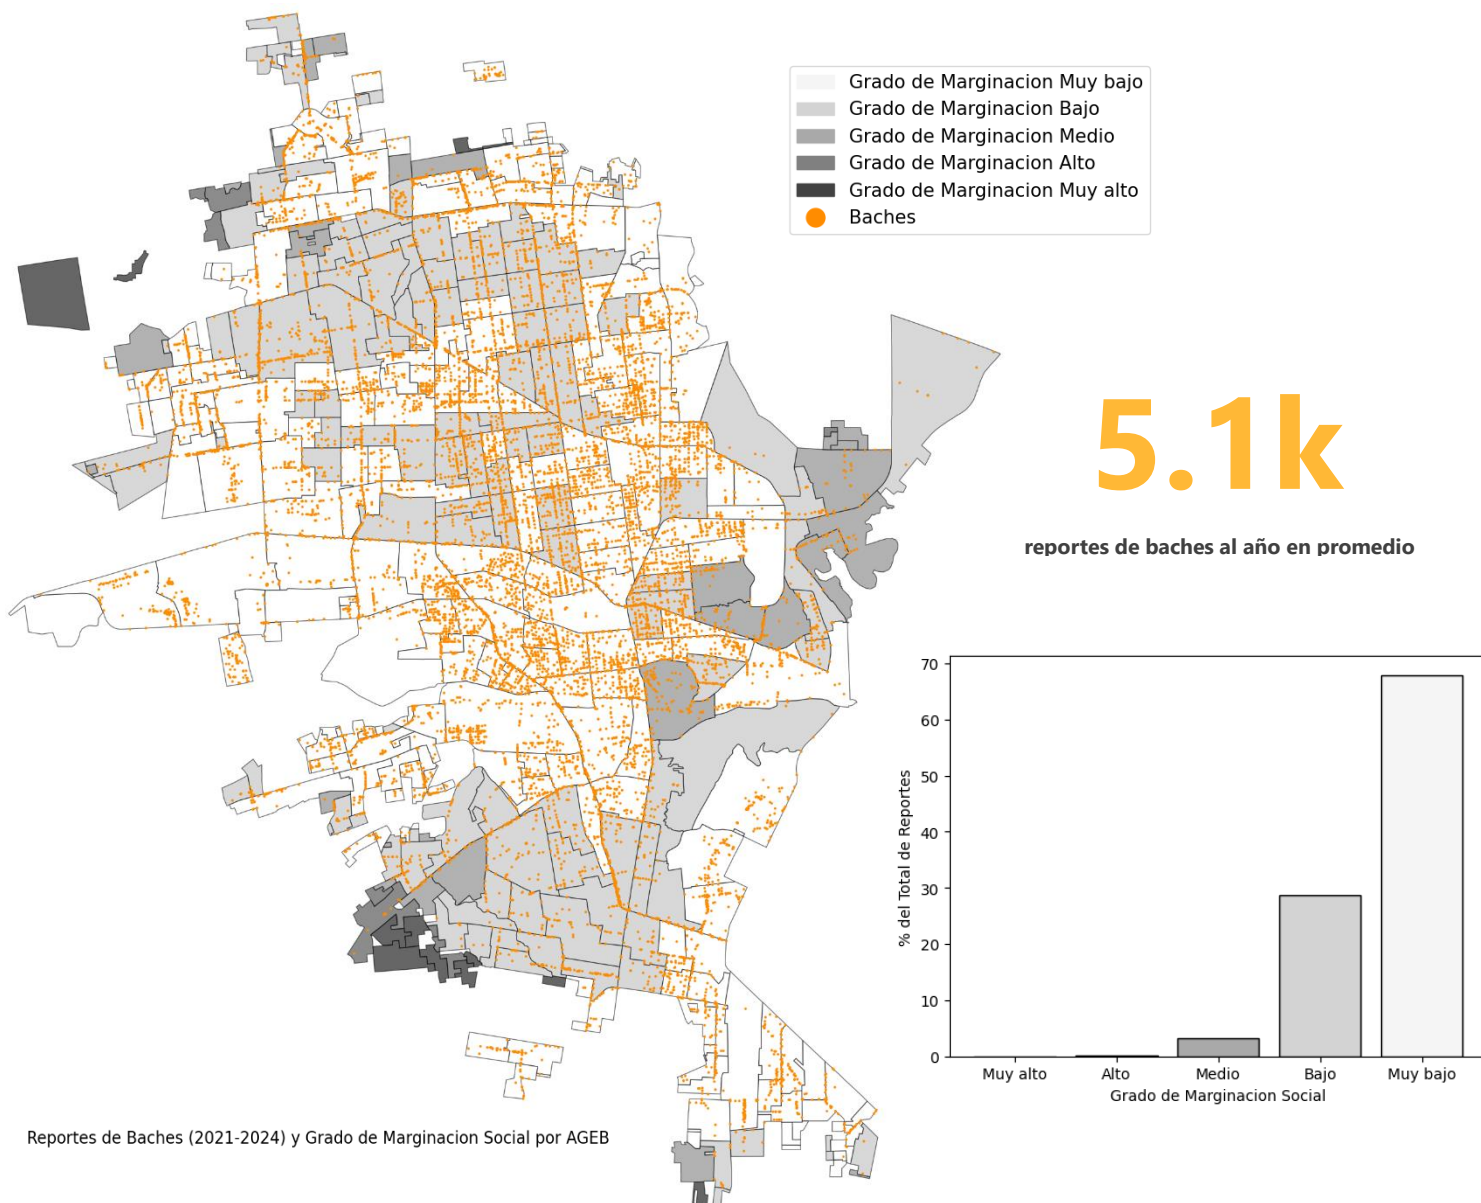 Grado de Marginacion Muy bajo
Grado de Marginacion Bajo
Grado de Marginacion Medio
Grado de Marginacion Alto
Grado de Marginacion Muy alto
Baches
5.1k
reportes de baches al año en promedio
70
60
50
40
30
20
10
0
% del Total de Reportes
Muy alto Alto Medio Bajo Muy bajo
Grado de Marginacion Social
Reportes de Baches (2021-2024) y Grado de Marginacion Social por AGEB